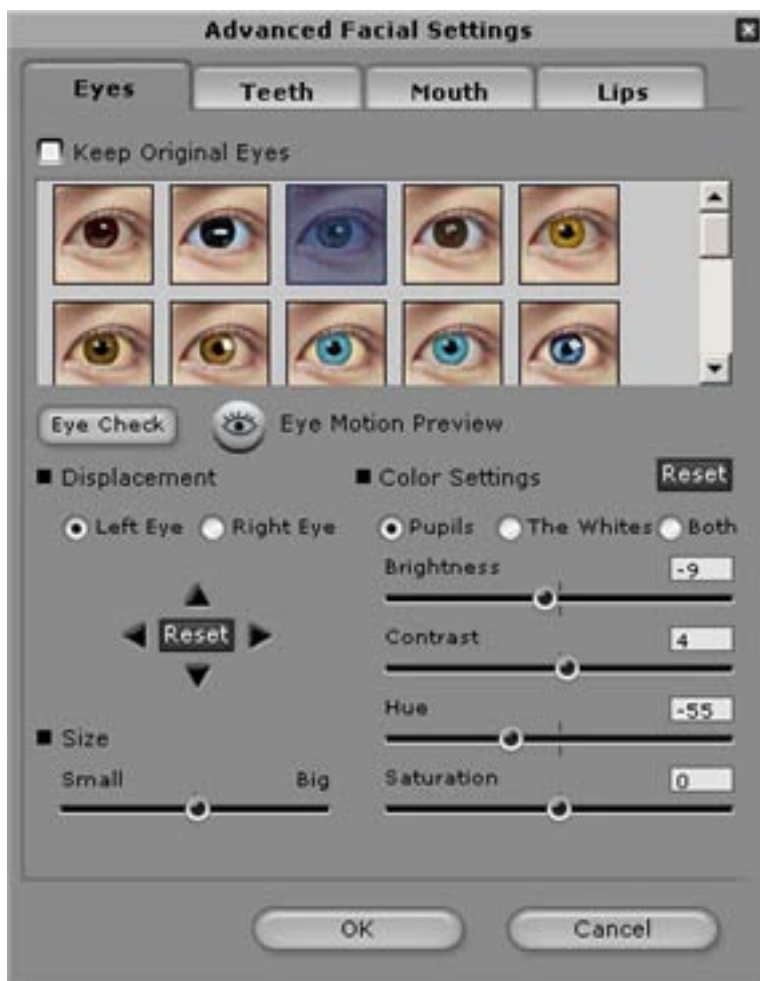 Advanced Facial Settings
Eyes Teeth Mouth Lips
Keep Original Eyes
Eye Check Eye Motion Preview
Displacement Color Settings Reset
Left Eye Right Eye Pupils The Whites Both
Brightness -9
Reset
Contrast 4
Hue -55
Size
Small Big Saturation 0
OK Cancel